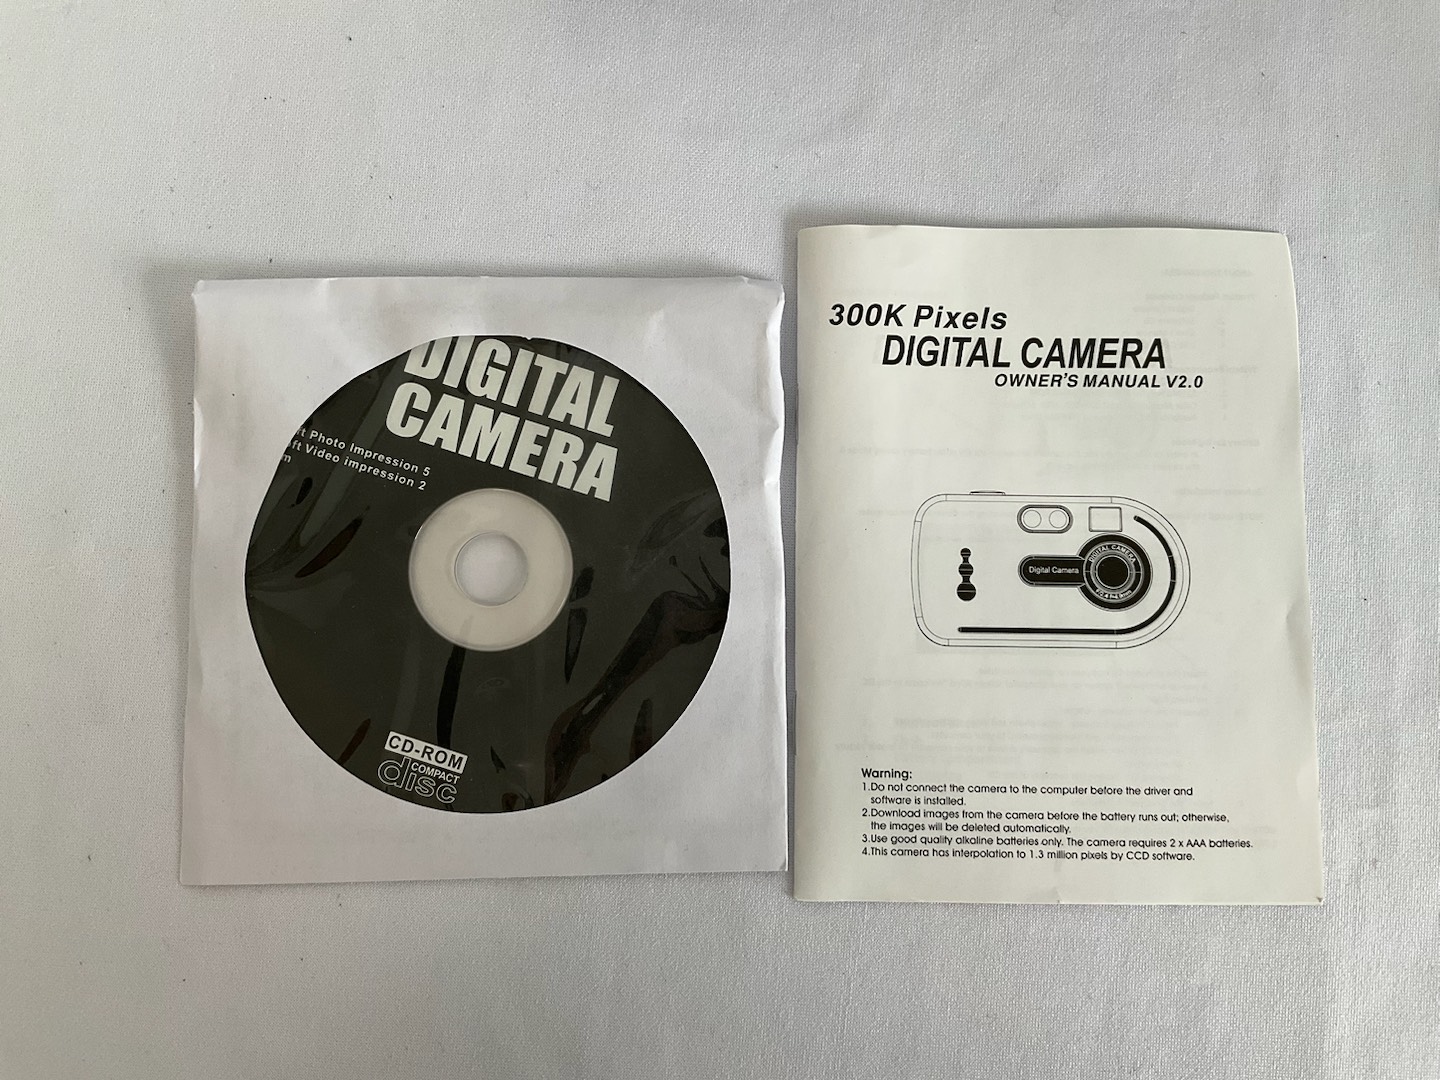 DIGITAL
CAMERA
ft Photo Impression 5
ft Video impression 2
m
CD-ROM
COMPACT
disc
300K Pixels
DIGITAL CAMERA
OWNER'S MANUAL V2.0
Digital Camera
DIGITAL CAMERA
Warning:
1.Do not connect the camera to the computer before the driver and
software is installed.
2.Download images from the camera before the battery runs out; otherwise,
the images will be deleted automatically.
3.Use good quality alkaline batteries only. The camera requires 2 x AAA batteries.
4.This camera has interpolation to 1.3 million pixels by CCD software.